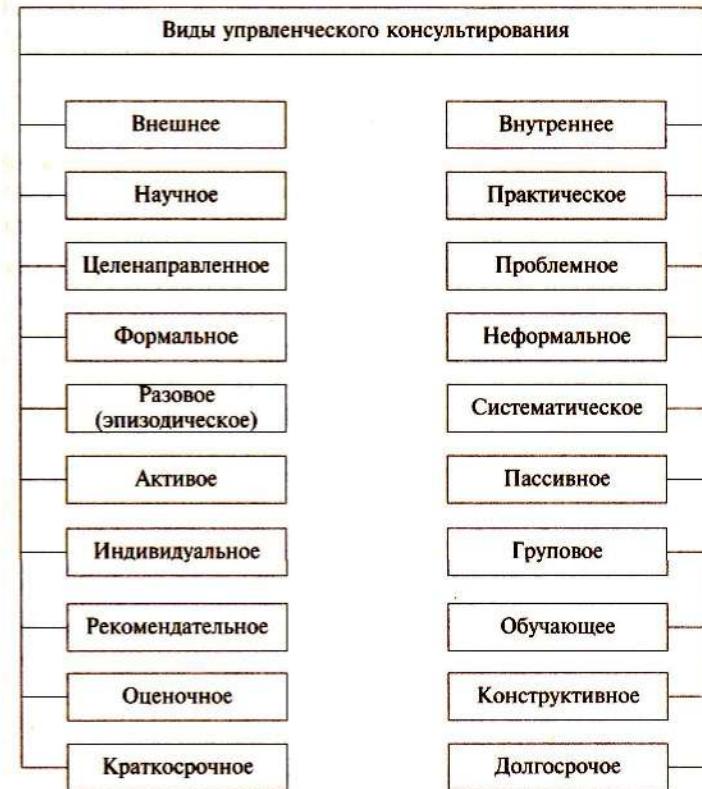 Виды упрвленческого консультирования
Внешнее
Внутреннее
Научное
Практическое
Целенаправленное
Проблемное
Формальное
Неформальное
Разовое
(эпизодическое)
Систематическое
Активое
Пассивное
Индивидуальное
Груповое
Рекомендательное
Обучающее
Оценочное
Конструктивное
Краткосрочное
Долгосрочое